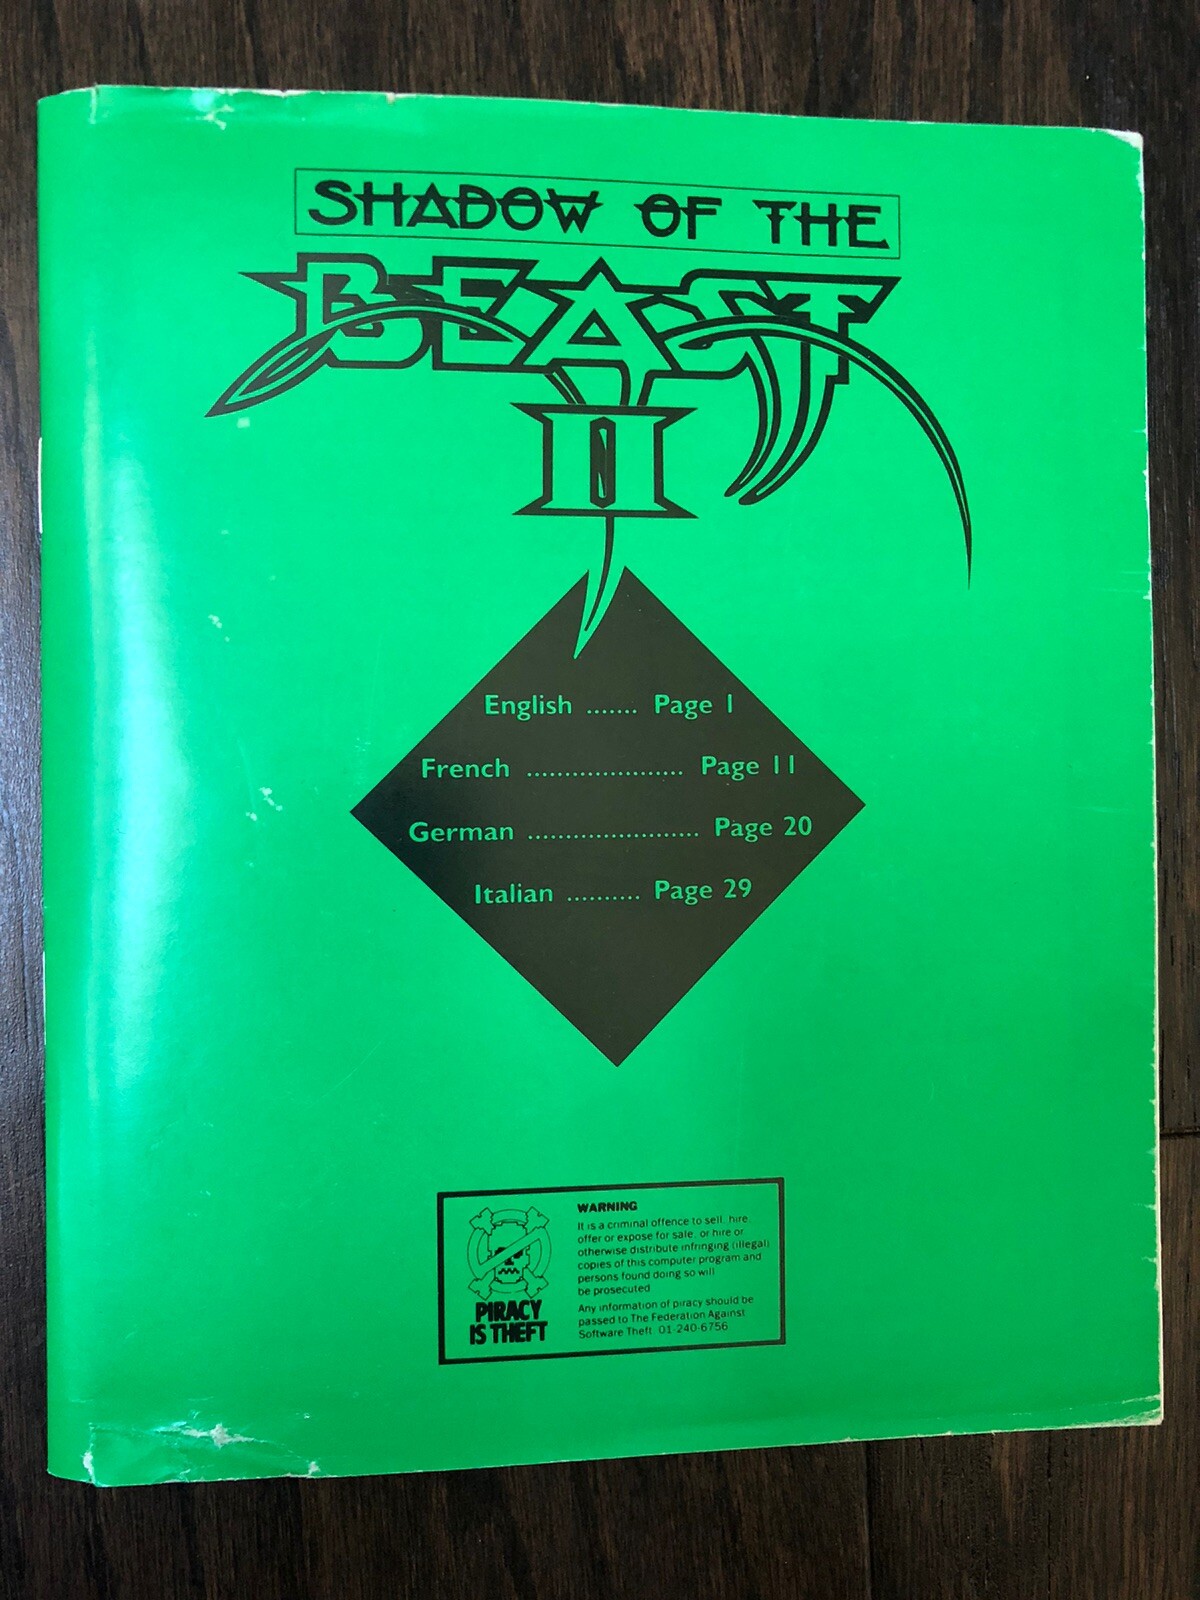 SHADOW OF THE
BEAST
II
English ....... Page 1
French ..................... Page 11
German ....................... Page 20
Italian .......... Page 29
PIRACY
IS THEFT
WARNING
It is a criminal offence to sell, hire
offer or expose for sale, or hire or
otherwise distribute infringing (illegal)
copies of this computer program and
persons found doing so will
be prosecuted
Any information of piracy should be
passed to The Federation Against
Software Theft 01-240-6756